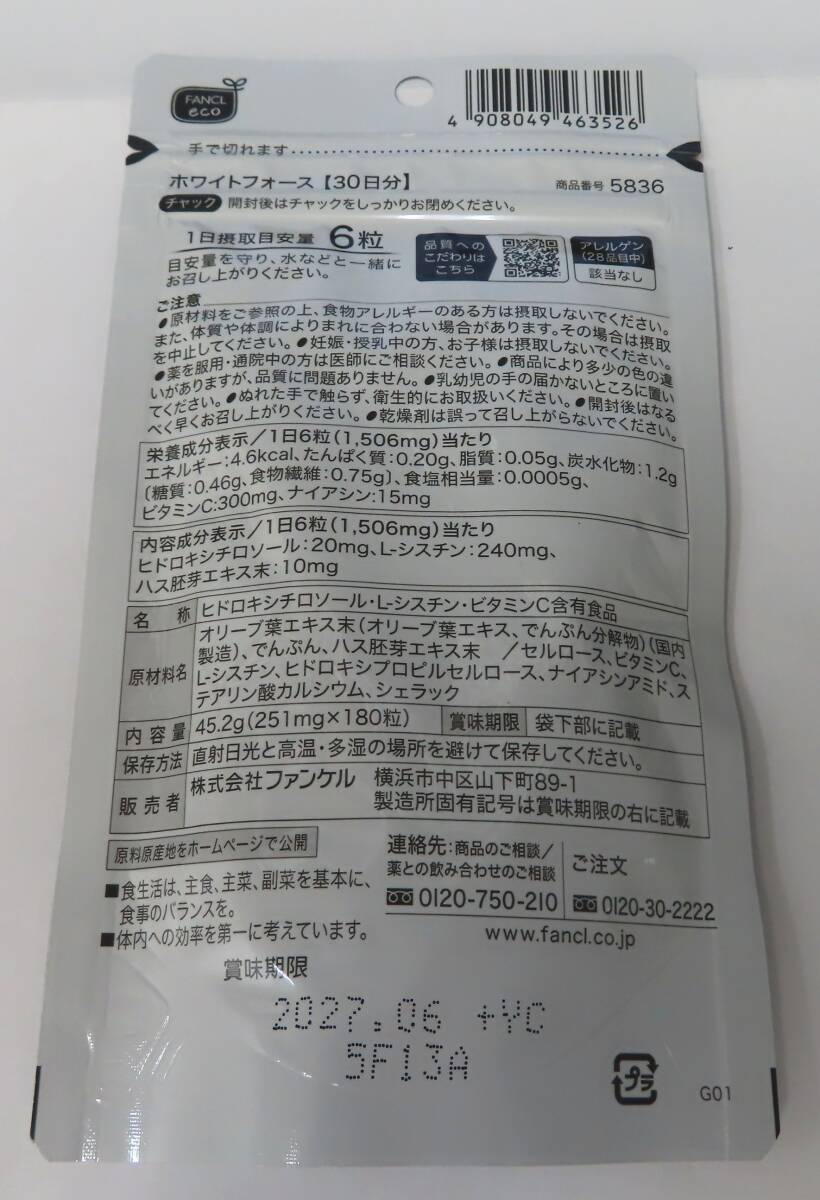 FANCL
eco
4 908049 463526
手で切れます
ホワイトフォース【30日分】 商品番号 5836
チャック 開封後はチャックをしっかりお閉めください。
1日摂取目安量 6粒
目安量を守り、水などと一緒に
お召し上がりください。
品質への
こだわりは
こちら
アレルゲン
(28品目中)
該当なし
ご注意
●原材料をご参照の上、食物アレルギーのある方は摂取しないでください。
また、体質や体調によりまれに合わない場合があります。その場合は摂取
を中止してください。●妊娠・授乳中の方、お子様は摂取しないでください。
●薬を服用・通院中の方は医師にご相談ください。●商品により多少の色の違
いがありますが、品質に問題ありません。●乳幼児の手の届かないところに置い
てください。●ぬれた手で触らず、衛生的にお取扱いください。●開封後はなる
べく早くお召し上がりください。●乾燥剤は誤って召し上がらないでください。
栄養成分表示/1日6粒(1,506mg)当たり
エネルギー:4.6kcal、たんぱく質:0.20g、脂質:0.05g、炭水化物:1.2g
〔糖質:0.46g、食物繊維:0.75g〕、食塩相当量:0.0005g、
ビタミンC:300mg、ナイアシン:15mg
内容成分表示/1日6粒(1,506mg)当たり
ヒドロキシチロソール:20mg、L-シスチン:240mg、
ハス胚芽エキス末:10mg
名称 ヒドロキシチロソール・L-シスチン・ビタミンC含有食品
原材料名 オリーブ葉エキス末(オリーブ葉エキス、でんぷん分解物)(国内
製造)、でんぷん、ハス胚芽エキス末 /セルロース、ビタミンC、
L-シスチン、ヒドロキシプロピルセルロース、ナイアシンアミド、ス
テアリン酸カルシウム、シェラック
内容量 45.2g(251mg×180粒) 賞味期限 袋下部に記載
保存方法 直射日光と高温・多湿の場所を避けて保存してください。
販売者 株式会社ファンケル 横浜市中区山下町89-1
製造所固有記号は賞味期限の右に記載
原料原産地をホームページで公開
■食生活は、主食、主菜、副菜を基本に、
食事のバランスを。
■体内への効率を第一に考えています。
連絡先:商品のご相談/
薬との飲み合わせのご相談
0120-750-210
ご注文
0120-30-2222
www.fancl.co.jp
賞味期限
2027.06 +YC
5F13A
プラ
G01